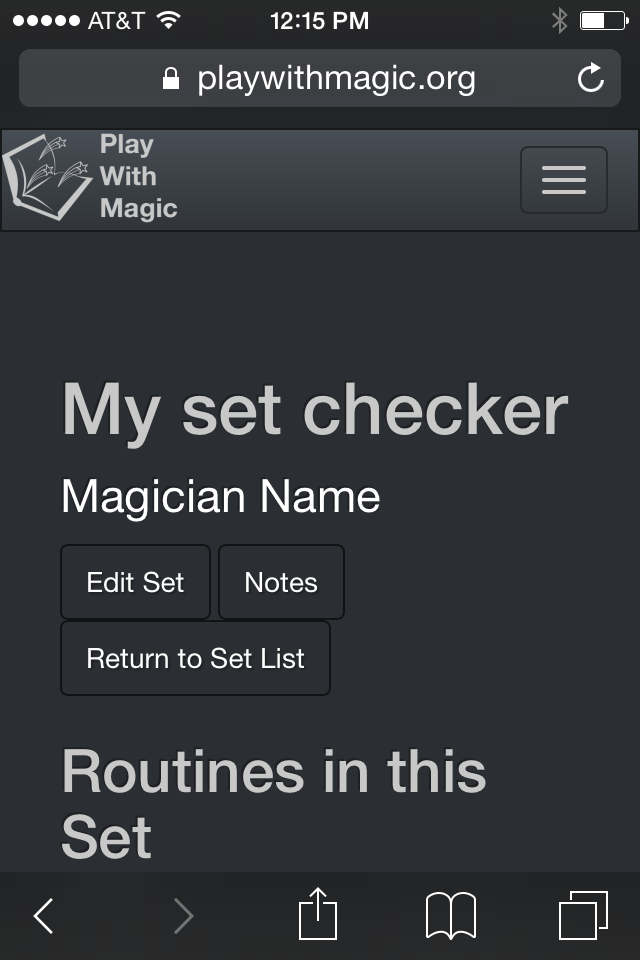 AT&T 12:15 PM
playwithmagic.org
Play
With
Magic
My set checker
Magician Name
Edit Set Notes
Return to Set List
Routines in this
Set